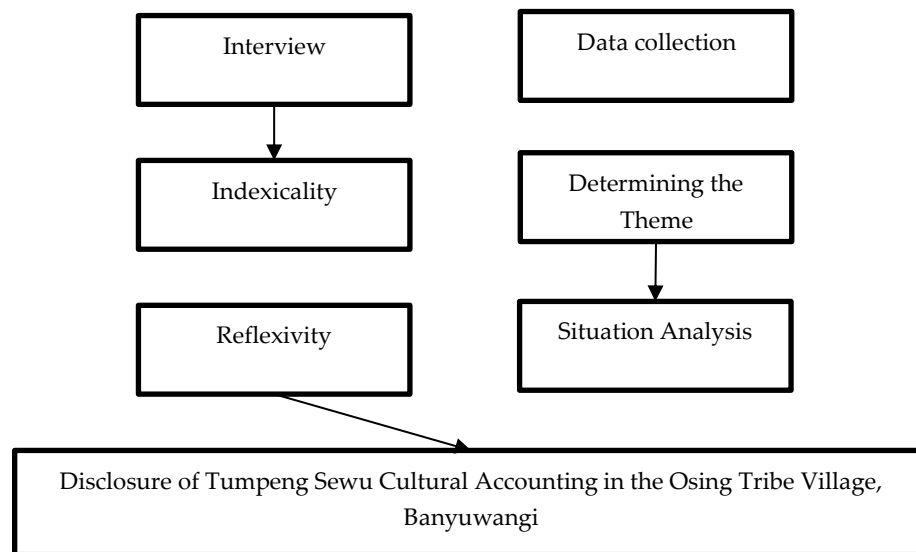 Interview
Data collection
Indexicality
Determining the
Theme
Reflexivity
Situation Analysis
Disclosure of Tumpeng Sewu Cultural Accounting in the Osing Tribe Village,
Banyuwangi